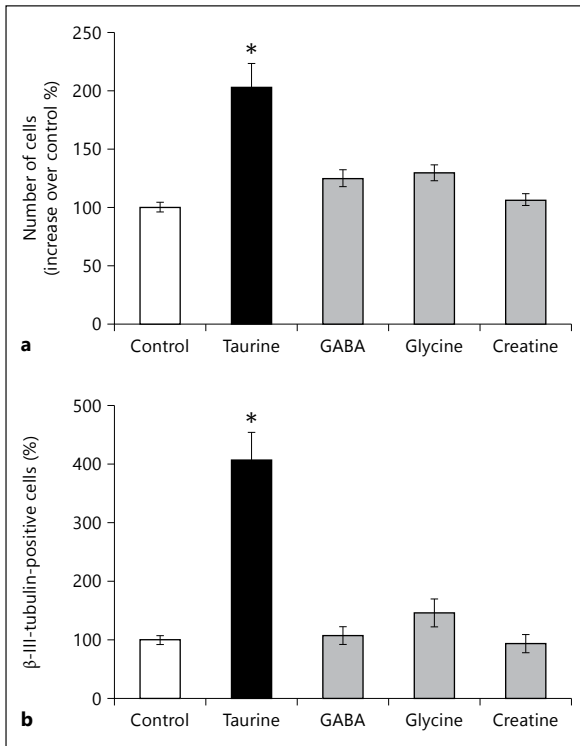 Number of cells
(increase over control %)
250
*
200
150
100
50
0
a
Control Taurine GABA Glycine Creatine
β-III-tubulin-positive cells (%)
500
*
400
300
200
100
0
b
Control Taurine GABA Glycine Creatine